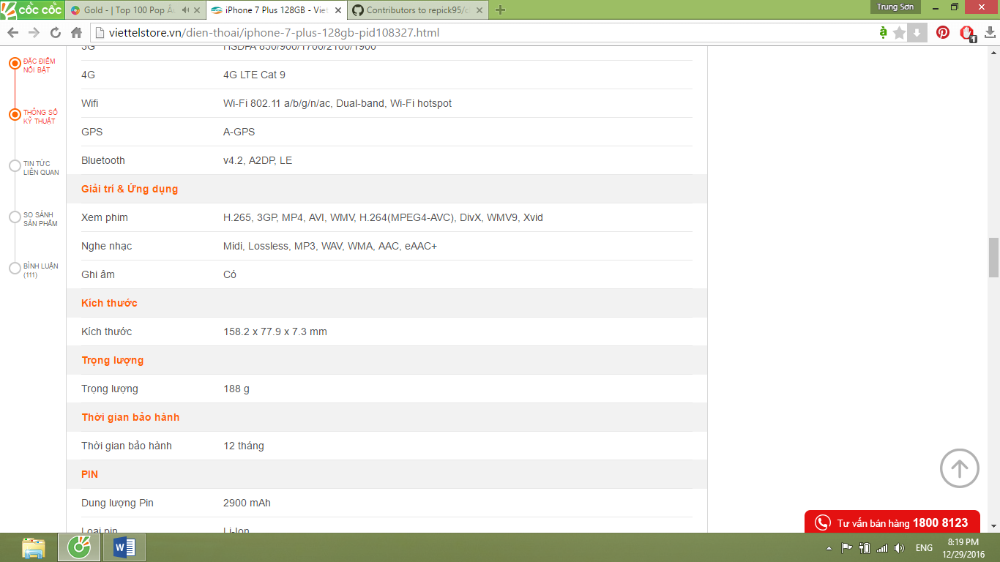 cốc cốc
Gold - | Top 100 Pop Â
iPhone 7 Plus 128GB - Viet
Contributors to repick95/c
Trung Sơn
viettelstore.vn/dien-thoai/iphone-7-plus-128gb-pid108327.html
1
ĐẶC ĐIỂM
NỔI BẬT
THÔNG SỐ
KỸ THUẬT
TIN TỨC
LIÊN QUAN
SO SÁNH
SẢN PHẨM
BÌNH LUẬN
(111)
3G HSDPA 850/900/1700/2100/1900
4G 4G LTE Cat 9
Wifi Wi-Fi 802.11 a/b/g/n/ac, Dual-band, Wi-Fi hotspot
GPS A-GPS
Bluetooth v4.2, A2DP, LE
Giải trí & Ứng dụng
Xem phim H.265, 3GP, MP4, AVI, WMV, H.264(MPEG4-AVC), DivX, WMV9, Xvid
Nghe nhạc Midi, Lossless, MP3, WAV, WMA, AAC, eAAC+
Ghi âm Có
Kích thước
Kích thước 158.2 x 77.9 x 7.3 mm
Trọng lượng
Trọng lượng 188 g
Thời gian bảo hành
Thời gian bảo hành 12 tháng
PIN
Dung lượng Pin 2900 mAh
Loại pin Li-Ion
Tư vấn bán hàng 1800 8123
ENG
8:19 PM
12/29/2016